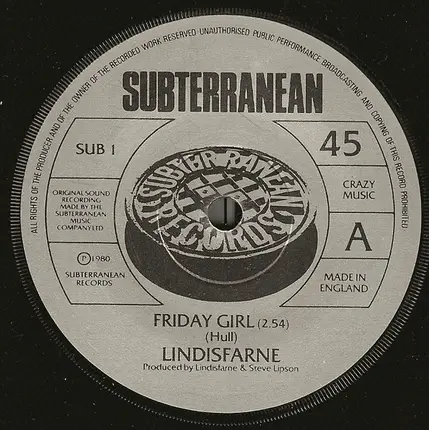 ALL RIGHTS OF THE PRODUCER AND OF THE OWNER OF THE RECORDED WORK RESERVED UNAUTHORISED PUBLIC PERFORMANCE BROADCASTING AND COPYING OF THIS RECORD PROHIBITED
SUBTERRANEAN
SUB 1
45
ORIGINAL SOUND
RECORDING
MADE BY THE
SUBTERRANEAN
MUSIC
COMPANY LTD
CRAZY
MUSIC
A
SUBTERRANEAN
RECORDS
℗ 1980
SUBTERRANEAN
RECORDS
MADE IN
ENGLAND
FRIDAY GIRL (2.54)
(Hull)
LINDISFARNE
Produced by Lindisfarne & Steve Lipson